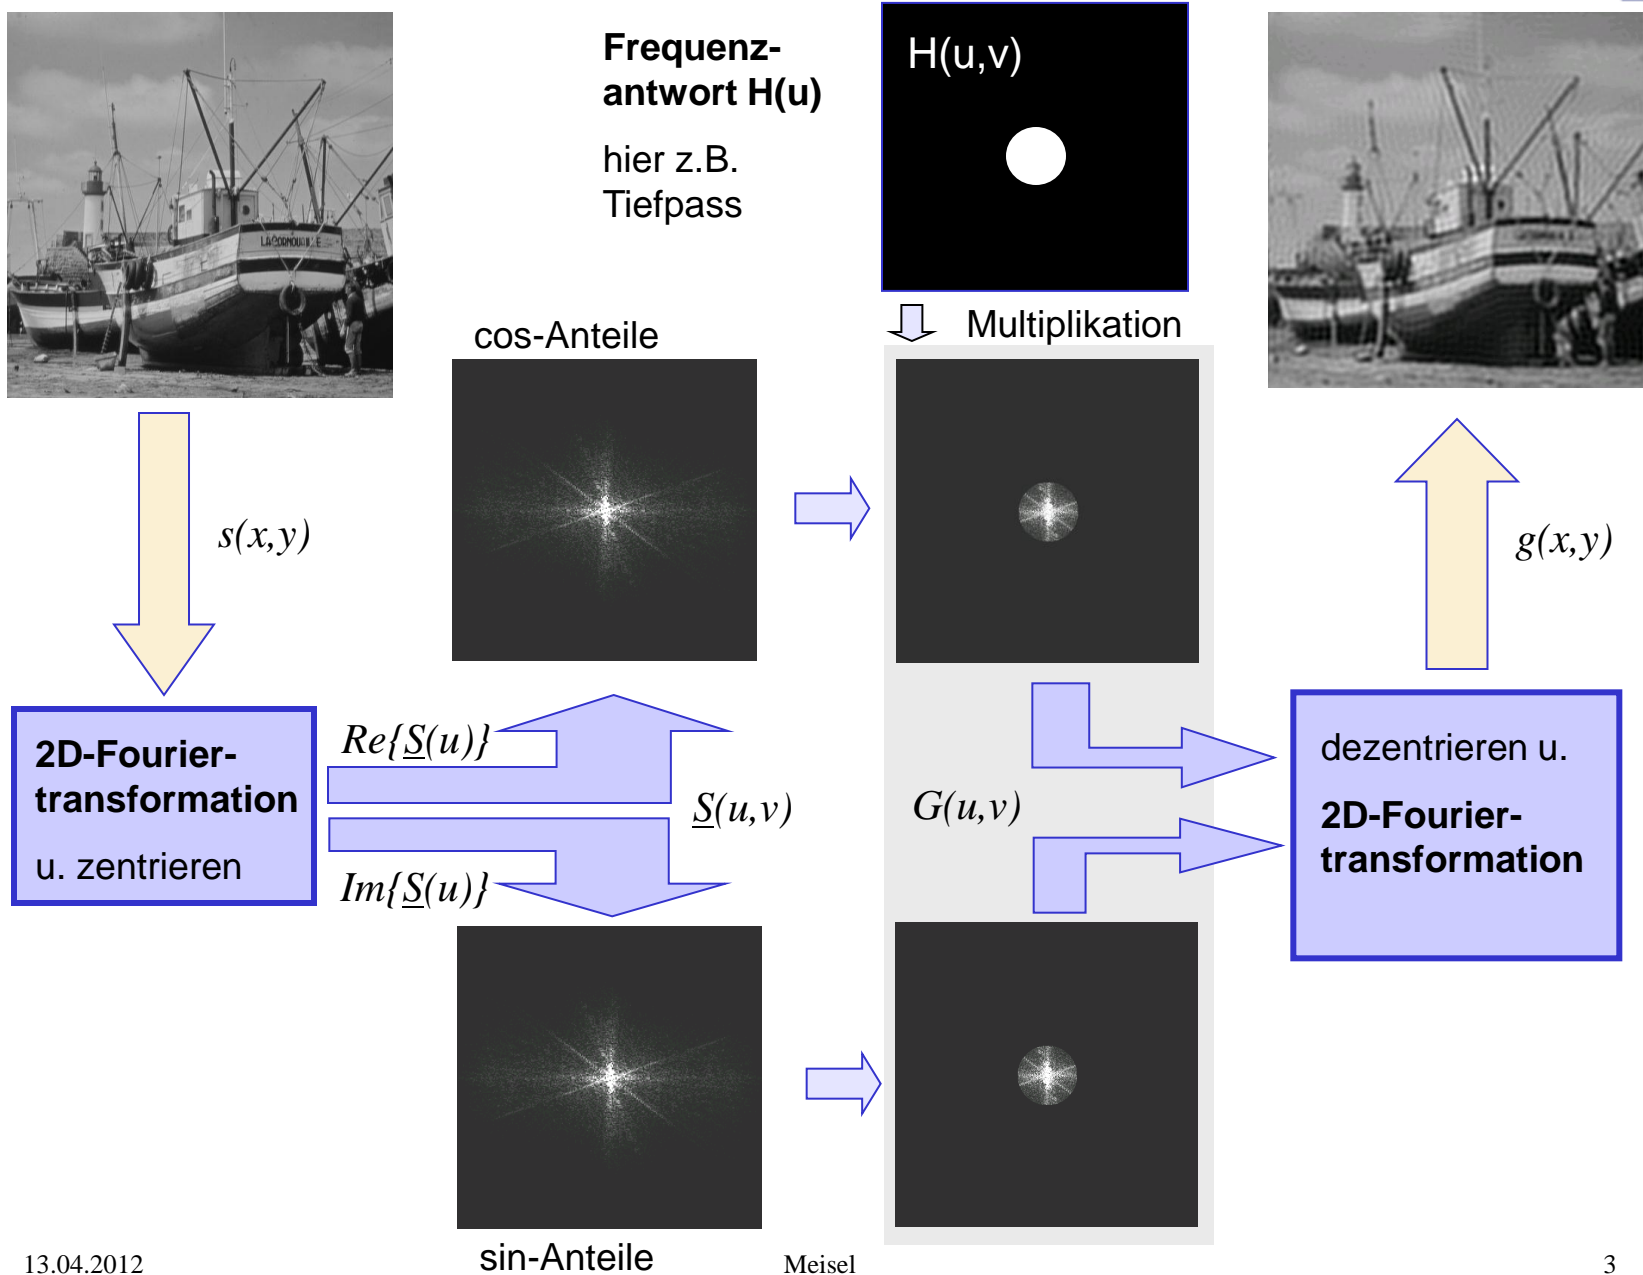 Frequenz-
antwort H(u)
hier z.B.
Tiefpass
H(u,v)
LACORNOUAILLE
cos-Anteile
Multiplikation
s(x,y)
g(x,y)
2D-Fourier-
transformation
u. zentrieren
Re{S(u)}
S(u,v)
Im{S(u)}
G(u,v)
dezentrieren u.
2D-Fourier-
transformation
sin-Anteile
13.04.2012
Meisel
3